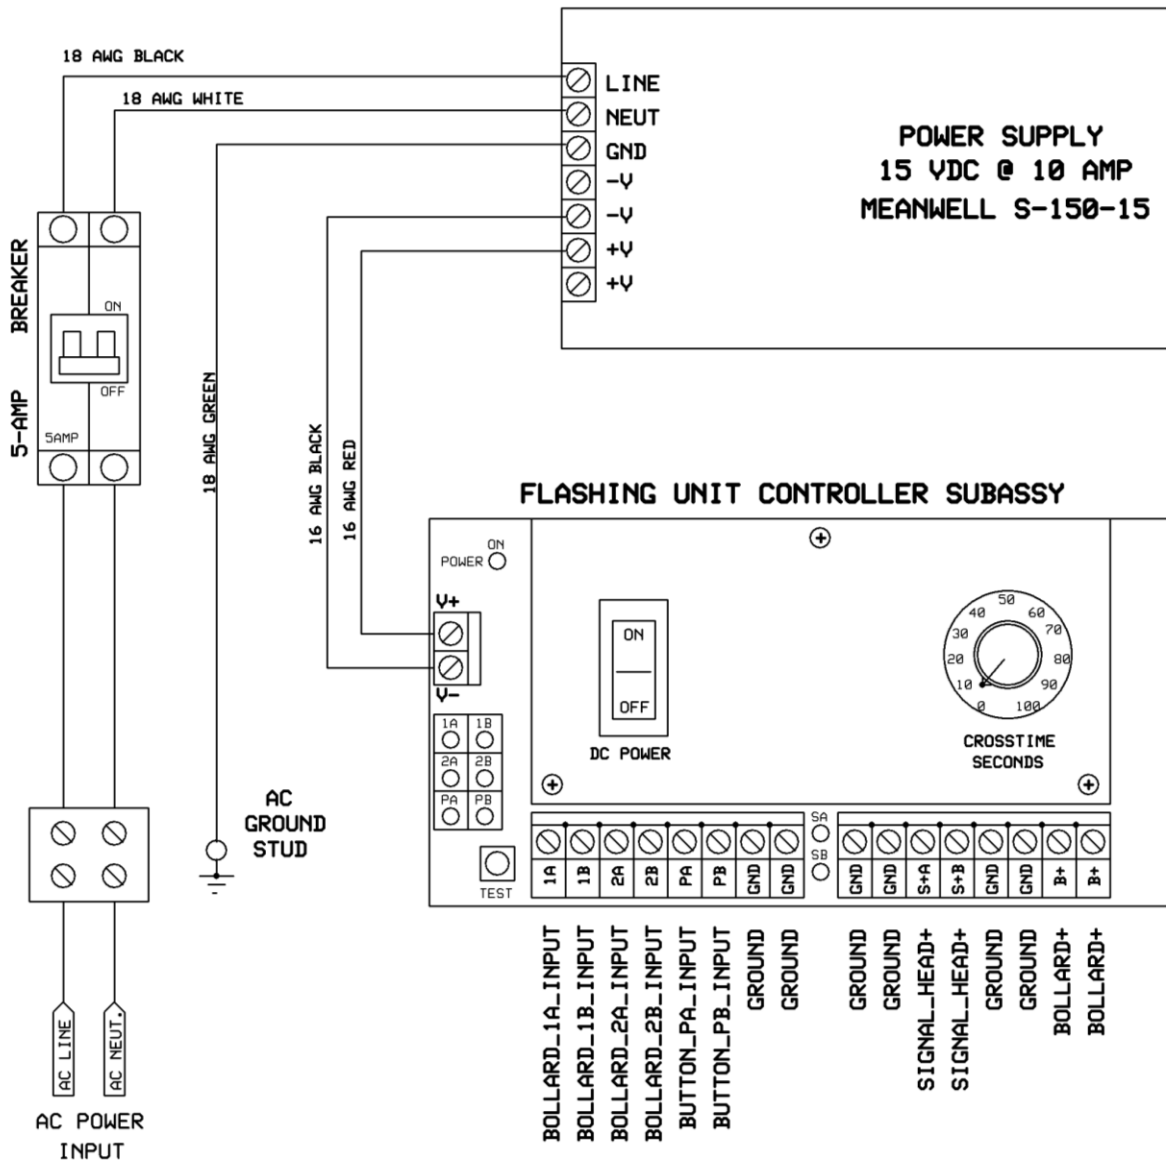 18 AWG BLACK
18 AWG WHITE
LINE
NEUT
GND
-V
-V
+V
+V
POWER SUPPLY
15 VDC @ 10 AMP
MEANWELL S-150-15
5-AMP BREAKER
ON
OFF
5AMP
18 AWG GREEN
16 AWG BLACK
16 AWG RED
FLASHING UNIT CONTROLLER SUBASSY
ON
POWER
V+
V-
1A 1B
2A 2B
PA PB
TEST
ON
OFF
DC POWER
0 10 20 30 40 50 60 70 80 90 100
CROSSTIME
SECONDS
AC
GROUND
STUD
SA
SB
1A 1B 2A 2B PA PB GND GND
GND GND S+A S+B GND GND B+ B+
BOLLARD_1A_INPUT
BOLLARD_1B_INPUT
BOLLARD_2A_INPUT
BOLLARD_2B_INPUT
BUTTON_PA_INPUT
BUTTON_PB_INPUT
GROUND
GROUND
GROUND
GROUND
SIGNAL_HEAD+
SIGNAL_HEAD+
GROUND
GROUND
BOLLARD+
BOLLARD+
AC LINE
AC NEUT.
AC POWER
INPUT